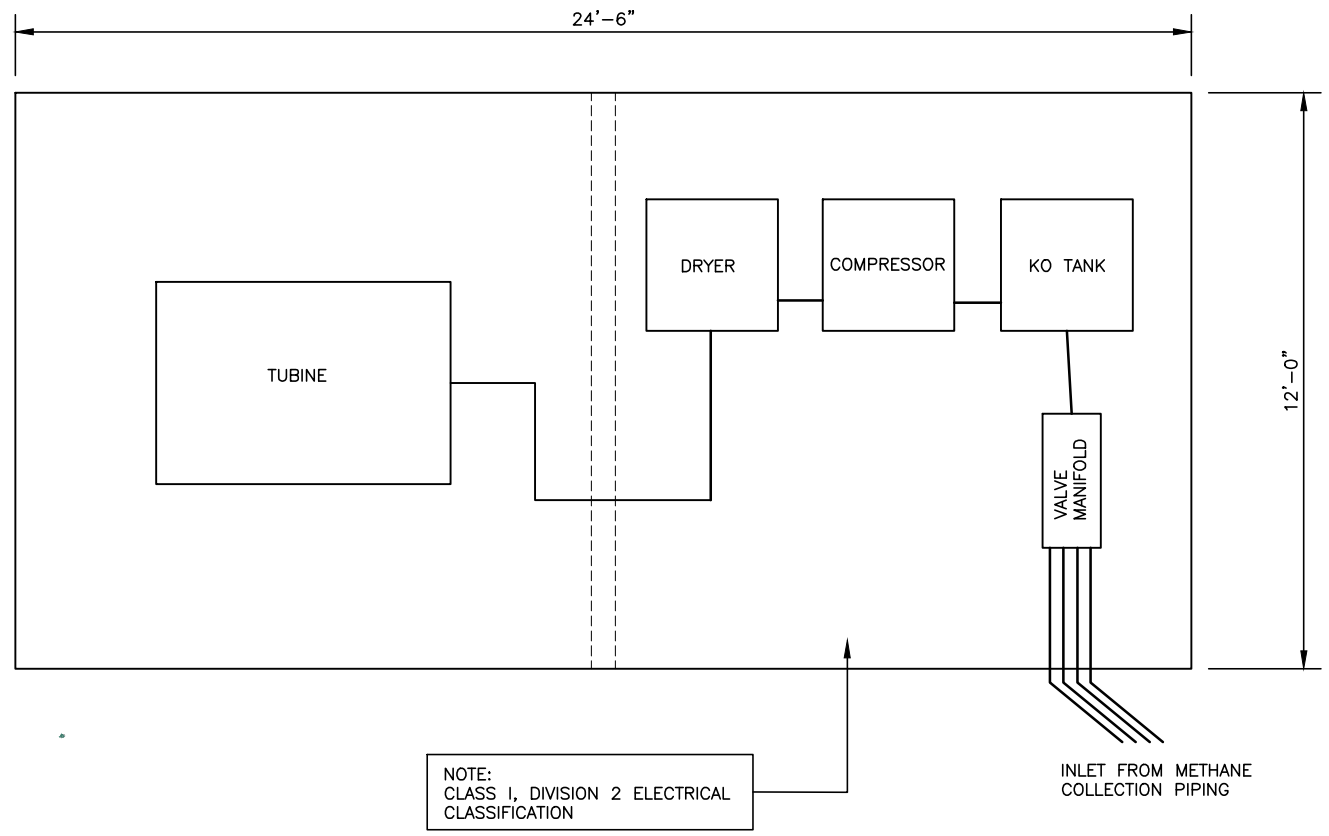 24'-6"
DRYER
COMPRESSOR
KO TANK
TUBINE
12'-0"
VALVE
MANIFOLD
NOTE:
CLASS I, DIVISION 2 ELECTRICAL
CLASSIFICATION
INLET FROM METHANE
COLLECTION PIPING